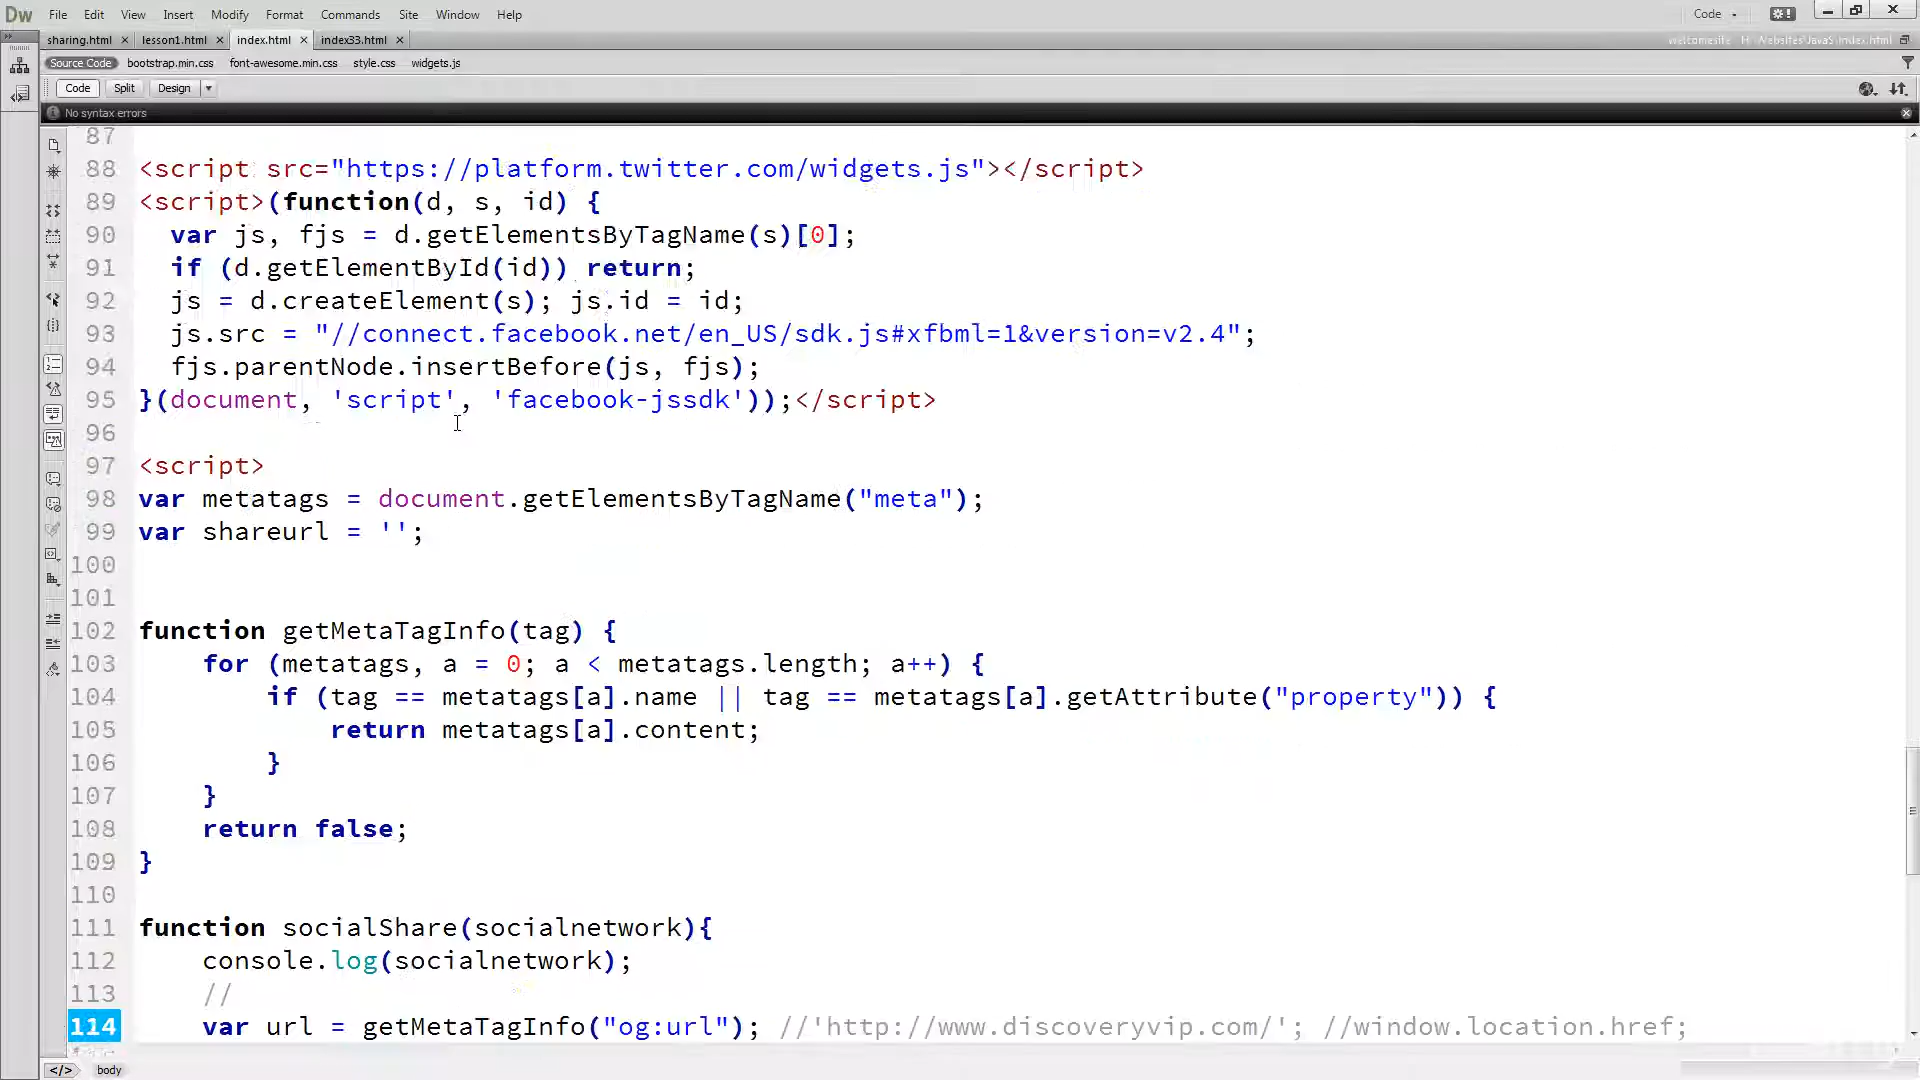 Dw File Edit View Insert Modify Format Commands Site Window Help Code
sharing.html × lesson1.html × index.html × index33.html ×
Source Code bootstrap.min.css font-awesome.min.css style.css widgets.js
Code Split Design
No syntax errors
87
88 <script src="https://platform.twitter.com/widgets.js"></script>
89 <script>(function(d, s, id) {
90 var js, fjs = d.getElementsByTagName(s)[0];
91 if (d.getElementById(id)) return;
92 js = d.createElement(s); js.id = id;
93 js.src = "//connect.facebook.net/en_US/sdk.js#xfbml=1&version=v2.4";
94 fjs.parentNode.insertBefore(js, fjs);
95 }(document, 'script', 'facebook-jssdk'));</script>
96
97 <script>
98 var metatags = document.getElementsByTagName("meta");
99 var shareurl = '';
100
101
102 function getMetaTagInfo(tag) {
103 for (metatags, a = 0; a < metatags.length; a++) {
104 if (tag == metatags[a].name || tag == metatags[a].getAttribute("property")) {
105 return metatags[a].content;
106 }
107 }
108 return false;
109 }
110
111 function socialShare(socialnetwork){
112 console.log(socialnetwork);
113 //
114 var url = getMetaTagInfo("og:url"); //'http://www.discoveryvip.com/'; //window.location.href;
</> body